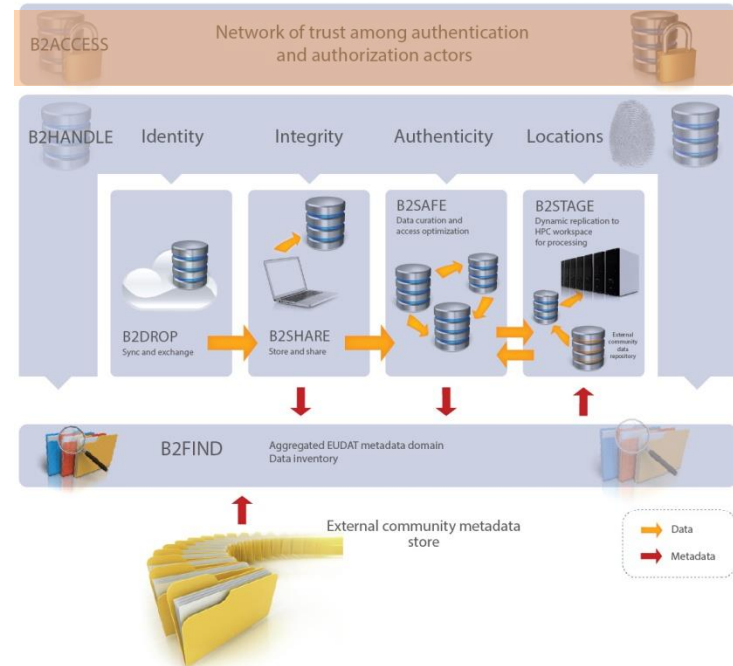 B2ACCESS
Network of trust among authentication
and authorization actors
B2HANDLE
Identity
Integrity
Authenticity
Locations
B2DROP
Sync and exchange
B2SHARE
Store and share
B2SAFE
Data curation and
access optimization
B2STAGE
Dynamic replication to
HPC workspace
for processing
External
community
data
repository
B2FIND
Aggregated EUDAT metadata domain
Data inventory
External community metadata
store
Data
Metadata